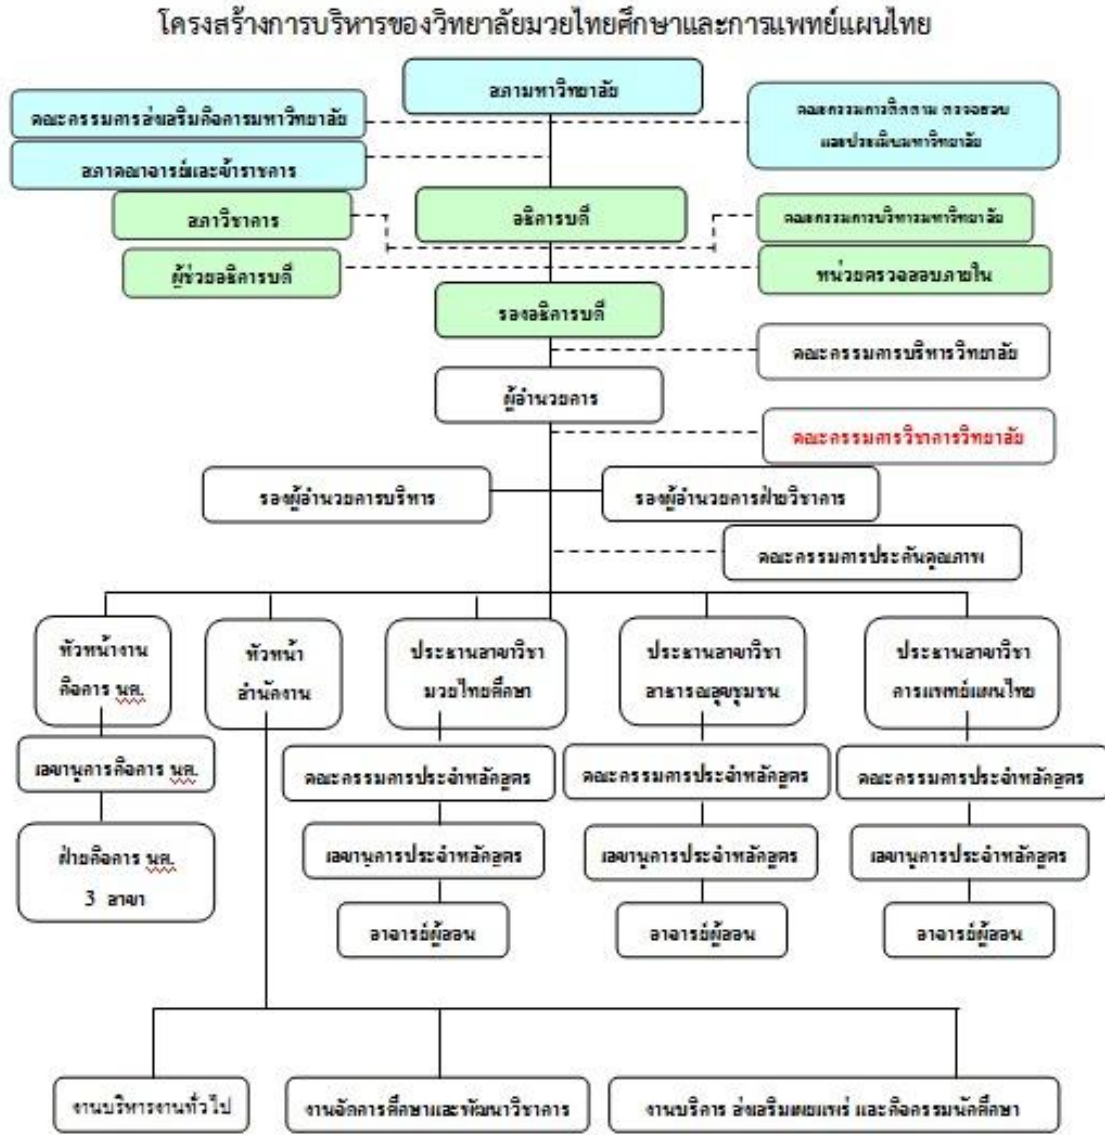 โครงสร้างการบริหารของวิทยาลัยมวยไทยศึกษาและการแพทย์แผนไทย
สภามหาวิทยาลัย
คณะกรรมการส่งเสริมกิจการมหาวิทยาลัย
คณะกรรมการติดตาม ตรวจสอบ
และประเมินมหาวิทยาลัย
สภาคณาจารย์และข้าราชการ
สภาวิชาการ
อธิการบดี
คณะกรรมการบริหารมหาวิทยาลัย
ผู้ช่วยอธิการบดี
หน่วยตรวจสอบภายใน
รองอธิการบดี
คณะกรรมการบริหารวิทยาลัย
ผู้อำนวยการ
คณะกรรมการวิชาการวิทยาลัย
รองผู้อำนวยการบริหาร
รองผู้อำนวยการฝ่ายวิชาการ
คณะกรรมการประกันคุณภาพ
หัวหน้างาน
กิจการ นศ.
หัวหน้า
สำนักงาน
ประธานสาขาวิชา
มวยไทยศึกษา
ประธานสาขาวิชา
สาธารณสุขชุมชน
ประธานสาขาวิชา
การแพทย์แผนไทย
เลขานุการกิจการ นศ.
คณะกรรมการประจำหลักสูตร
คณะกรรมการประจำหลักสูตร
คณะกรรมการประจำหลักสูตร
ฝ่ายกิจการ นศ.
3 สาขา
เลขานุการประจำหลักสูตร
เลขานุการประจำหลักสูตร
เลขานุการประจำหลักสูตร
อาจารย์ผู้สอน
อาจารย์ผู้สอน
อาจารย์ผู้สอน
งานบริหารงานทั่วไป
งานจัดการศึกษาและพัฒนาวิชาการ
งานบริการ ส่งเสริมเผยแพร่ และกิจกรรมนักศึกษา